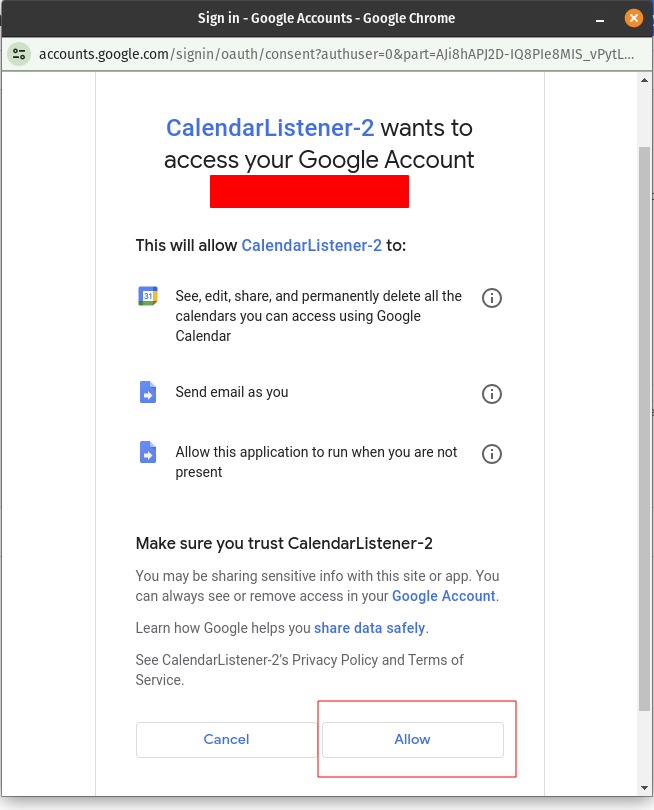 Sign in - Google Accounts - Google Chrome
accounts.google.com/signin/oauth/consent?authuser=0&part=AJi8hAPJ2D-IQ8PIe8MIS_vPytL...
CalendarListener-2 wants to
access your Google Account
This will allow CalendarListener-2 to:
31
See, edit, share, and permanently delete all the
calendars you can access using Google
Calendar
Send email as you
Allow this application to run when you are not
present
Make sure you trust CalendarListener-2
You may be sharing sensitive info with this site or app. You
can always see or remove access in your Google Account.
Learn how Google helps you share data safely.
See CalendarListener-2's Privacy Policy and Terms of
Service.
Cancel Allow